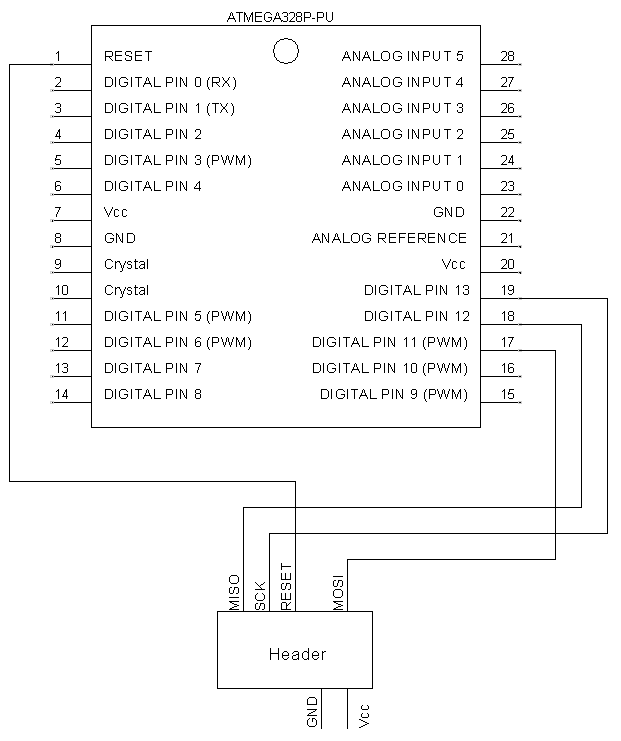 ATMEGA328P-PU
1 RESET ANALOG INPUT 5 28
2 DIGITAL PIN 0 (RX) ANALOG INPUT 4 27
3 DIGITAL PIN 1 (TX) ANALOG INPUT 3 26
4 DIGITAL PIN 2 ANALOG INPUT 2 25
5 DIGITAL PIN 3 (PWM) ANALOG INPUT 1 24
6 DIGITAL PIN 4 ANALOG INPUT 0 23
7 Vcc GND 22
8 GND ANALOG REFERENCE 21
9 Crystal Vcc 20
10 Crystal DIGITAL PIN 13 19
11 DIGITAL PIN 5 (PWM) DIGITAL PIN 12 18
12 DIGITAL PIN 6 (PWM) DIGITAL PIN 11 (PWM) 17
13 DIGITAL PIN 7 DIGITAL PIN 10 (PWM) 16
14 DIGITAL PIN 8 DIGITAL PIN 9 (PWM) 15
MISO
SCK
RESET
MOSI
Header
GND
Vcc